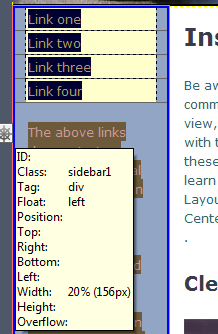 Link one
Link two
Link three
Link four
The above links
ID:
Class: sidebar1
Tag: div
Float: left
Position:
Top:
Right:
Bottom:
Left:
Width: 20% (156px)
Height:
Overflow:
Ins
Be aw
comm
view,
with t
these
learn
Layou
Cente
.
Cle